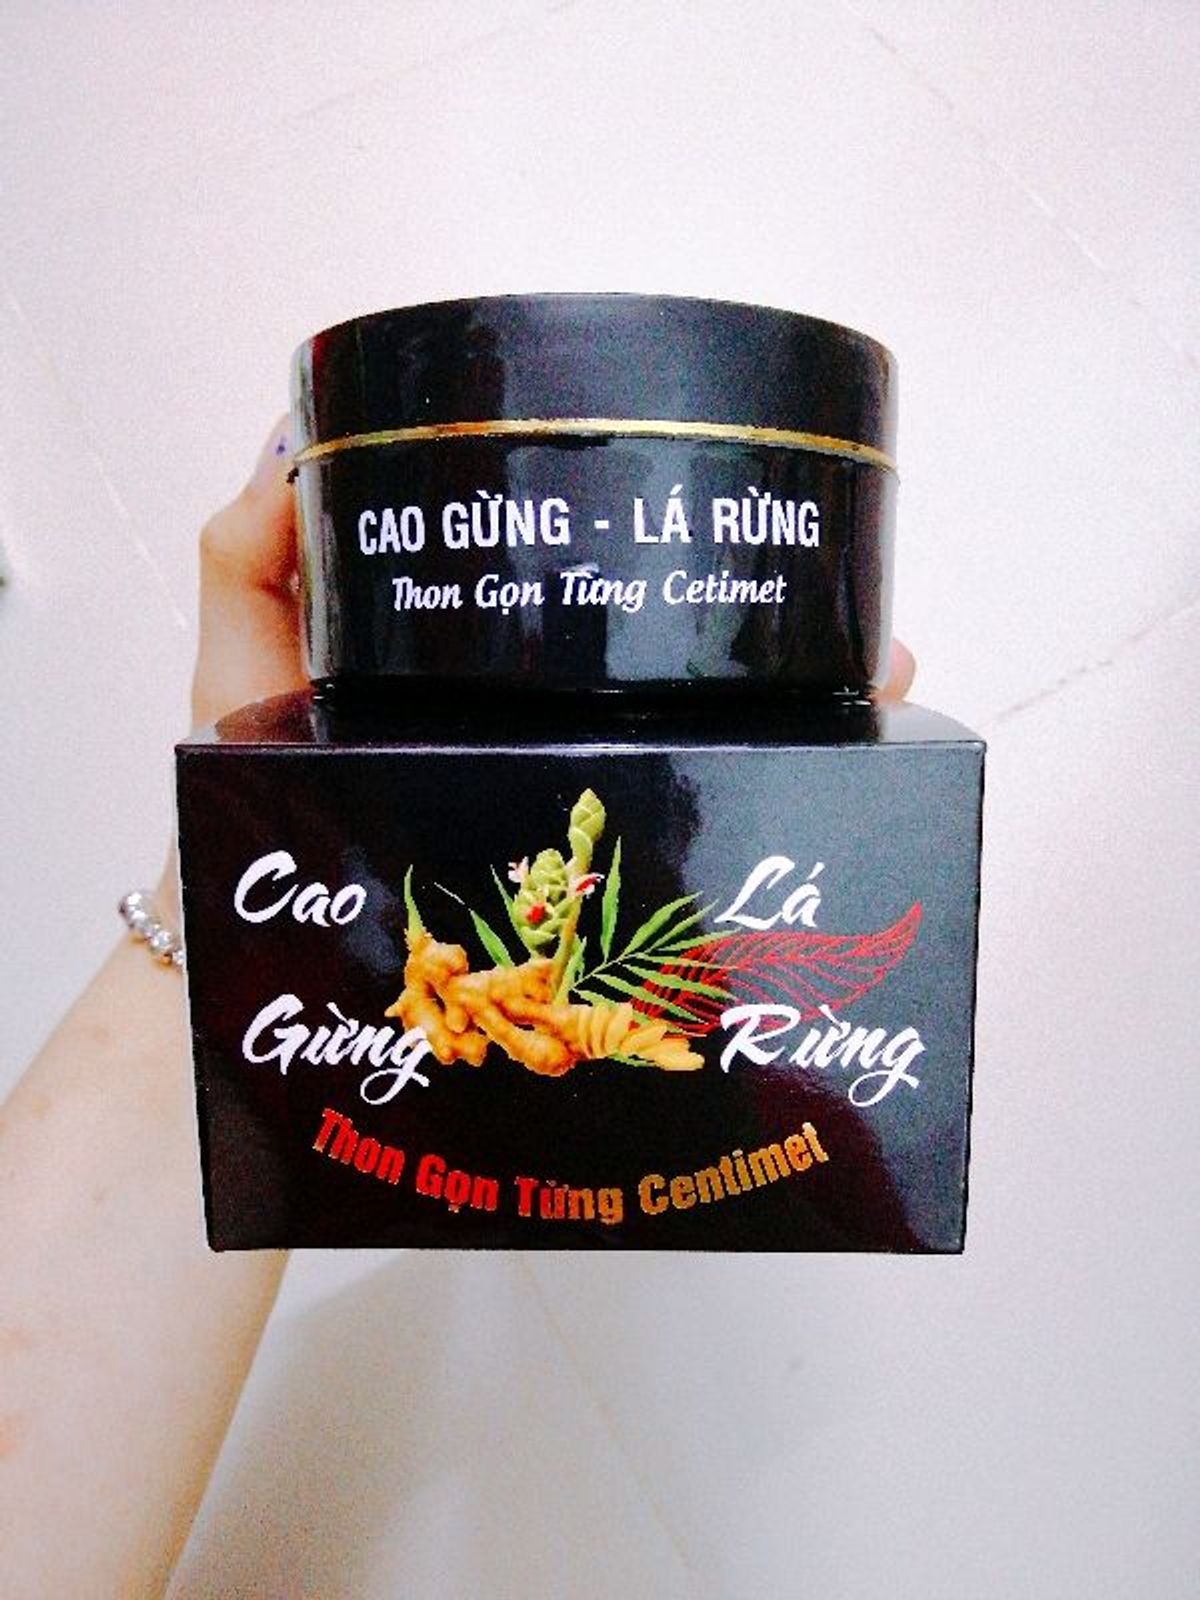 CAO GỪNG - LÁ RỪNG
Thon Gọn Từng Cetimet
Cao
Lá
Gừng
Rừng
Thon Gọn Từng Centimet